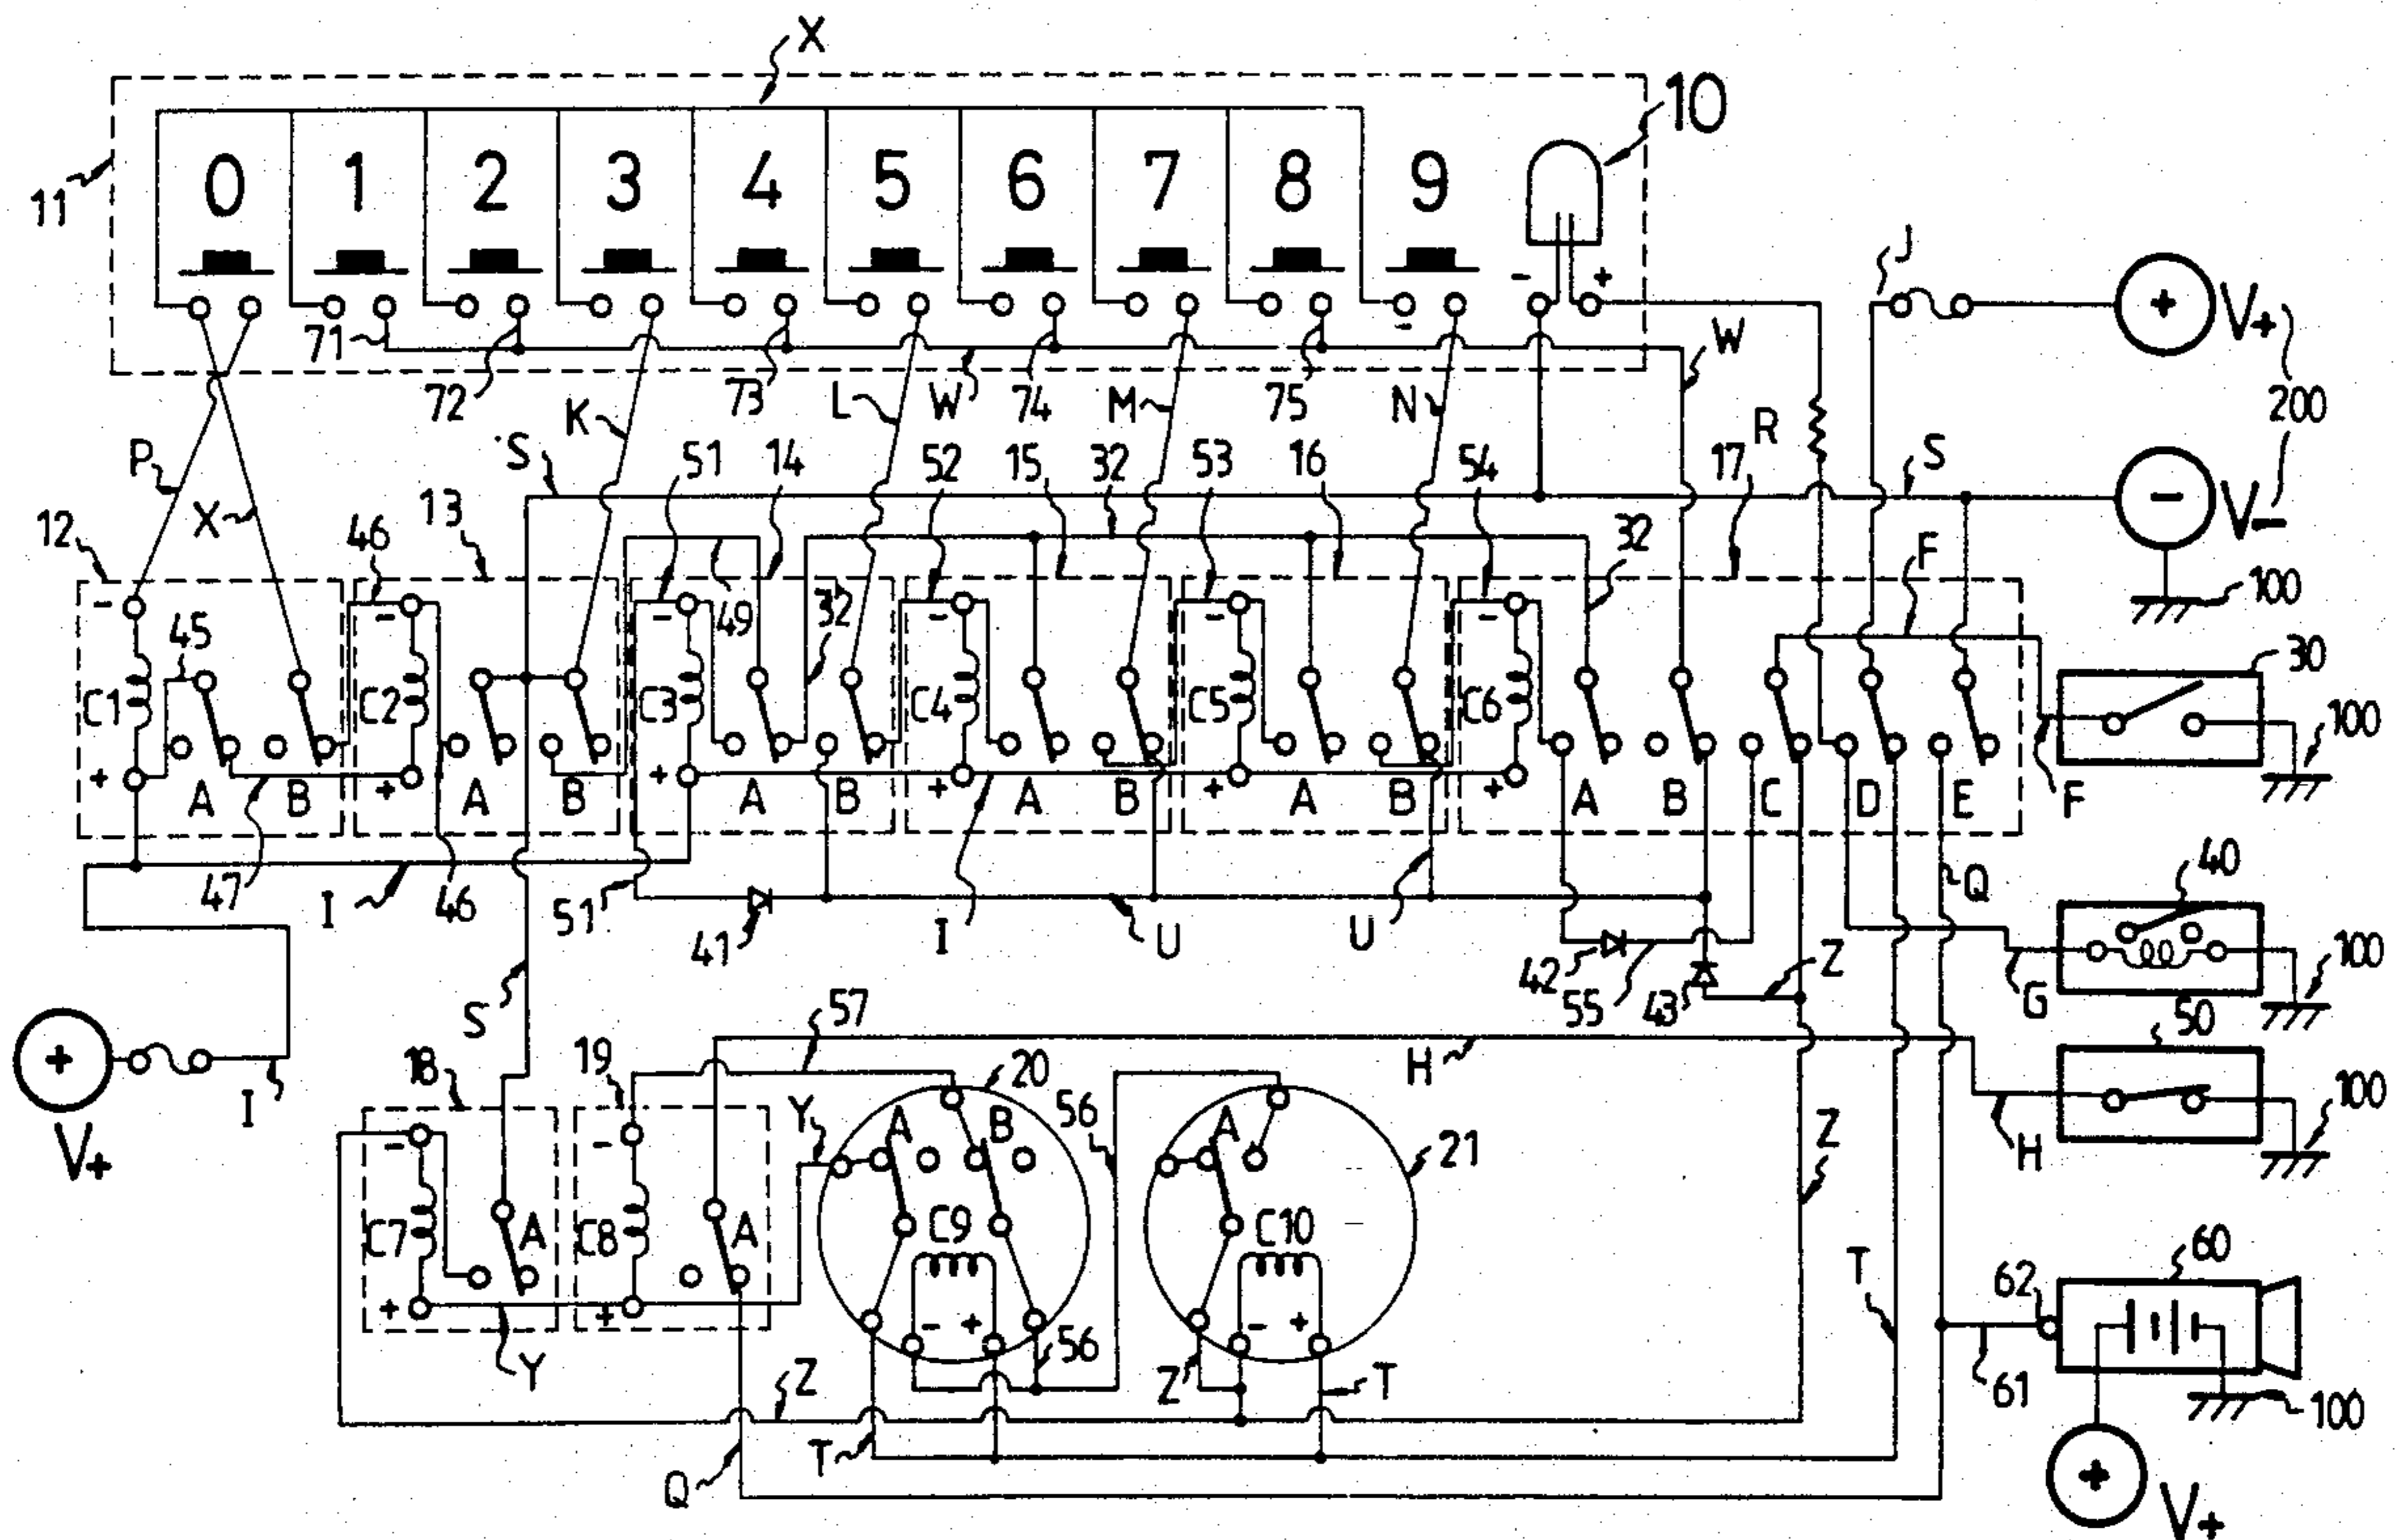 X
10
11
0 1 2 3 4 5 6 7 8 9
- +
J
+ V+
71
72 73 W 74 75
W
K L M N
R
200
P
X
S
51 14 52 15 32 53 16 54 17
S
- V-
12
46
13
49
32
32
F
100
30
45
- - - - - -
C1 C2 C3 C4 C5 C6
100
+ + + + + +
A B A B A B A B A B A B C D E
F
47
I
46
51
41
I
U
U
42
55
43
Z
Q
40
G
100
S
57
50
18
19
H
H
100
+
V+
I
Y
A B
20
56
A
21
Z
- -
C7 A C8 A
C9
C10
+ +
- +
- +
Y
Z
56
Z
T
T
Q
T
60
62
61
100
+
V+